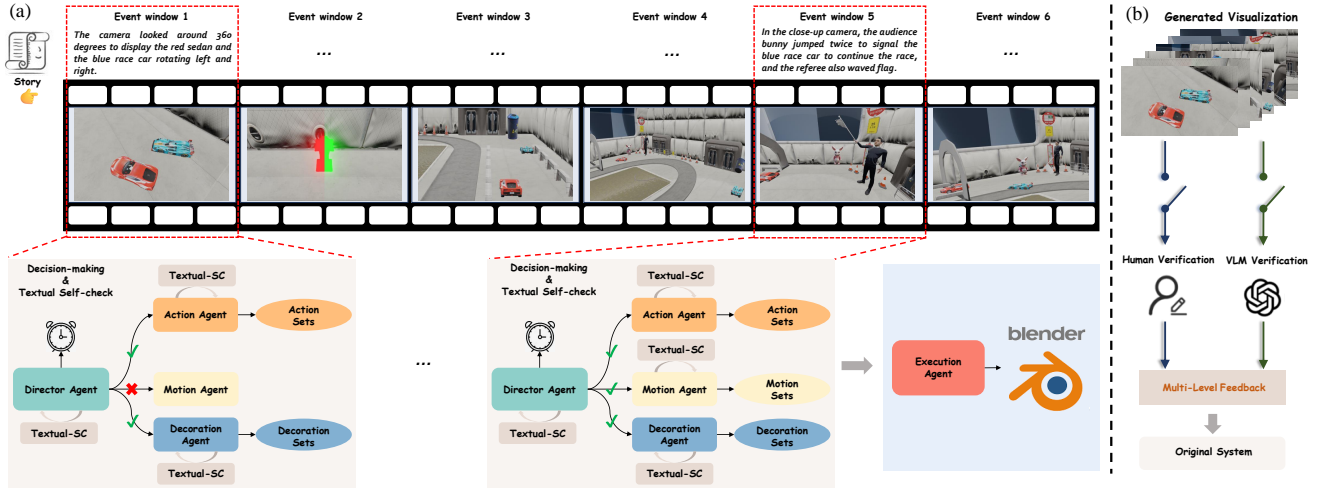 (a)
Event window 1
Event window 2
Event window 3
Event window 4
Event window 5
Event window 6
The camera looked around 360
degrees to display the red sedan and
the blue race car rotating left and
right.
...
...
...
In the close-up camera, the audience
bunny jumped twice to signal the
blue race car to continue the race,
and the referee also waved flag.
...
Story
Decision-making
&
Textual Self-check
Textual-SC
Action Agent
Action
Sets
Director Agent
Motion Agent
Textual-SC
Decoration
Agent
Decoration
Sets
Textual-SC
...
Decision-making
&
Textual Self-check
Textual-SC
Action Agent
Action
Sets
Textual-SC
Director Agent
Motion Agent
Motion
Sets
Textual-SC
Decoration
Agent
Decoration
Sets
Textual-SC
Execution
Agent
blender
(b)
Generated Visualization
Human Verification
VLM Verification
Multi-Level Feedback
Original System